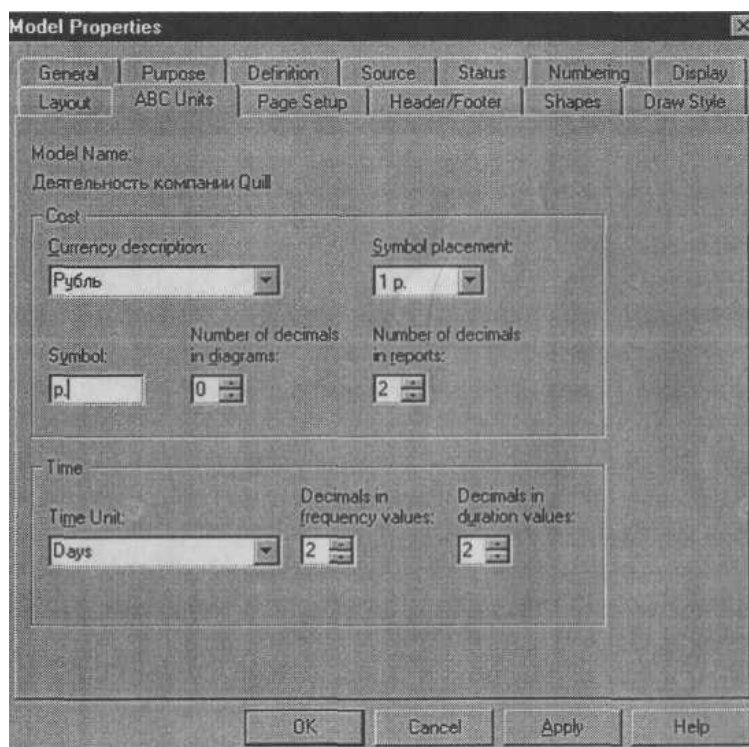 Model Properties
General Purpose Definition Source Status Numbering Display
Layout ABC Units Page Setup Header/Footer Shapes Draw Style
Model Name:
Деятельность компании Quill
Cost
Currency description: Symbol placement:
Рубль 1 р.
Symbol: Number of decimals in diagrams: Number of decimals in reports:
р. 0 2
Time
Time Unit: Decimals in frequency values: Decimals in duration values:
Days 2 2
OK Cancel Apply Help